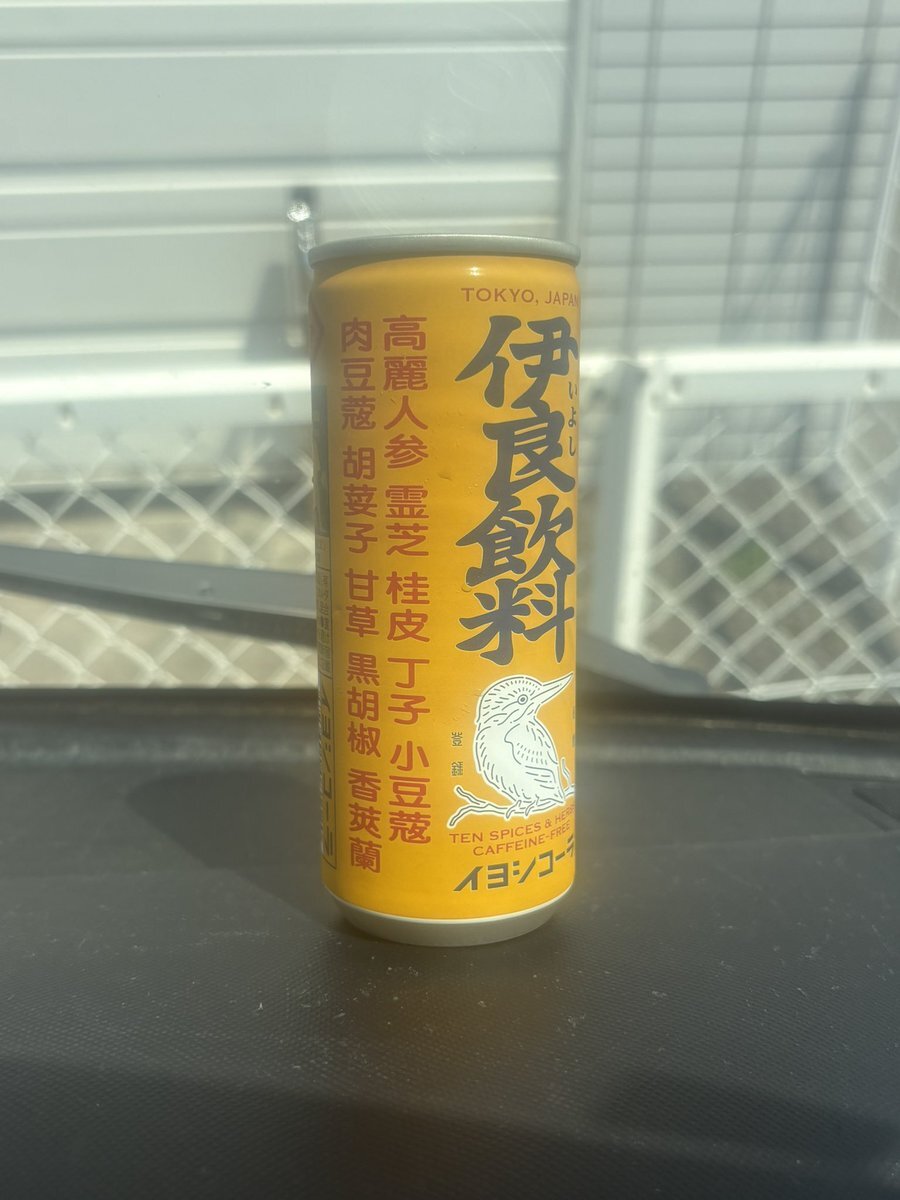 TOKYO, JAPAN
伊良飲料
いよし
高麗人参 霊芝 桂皮 丁子 小豆蔲
肉豆蔲 胡荽子 甘草 黒胡椒 香莢蘭
登録
TEN SPICES & HERBS
CAFFEINE-FREE
イヨシコーラ